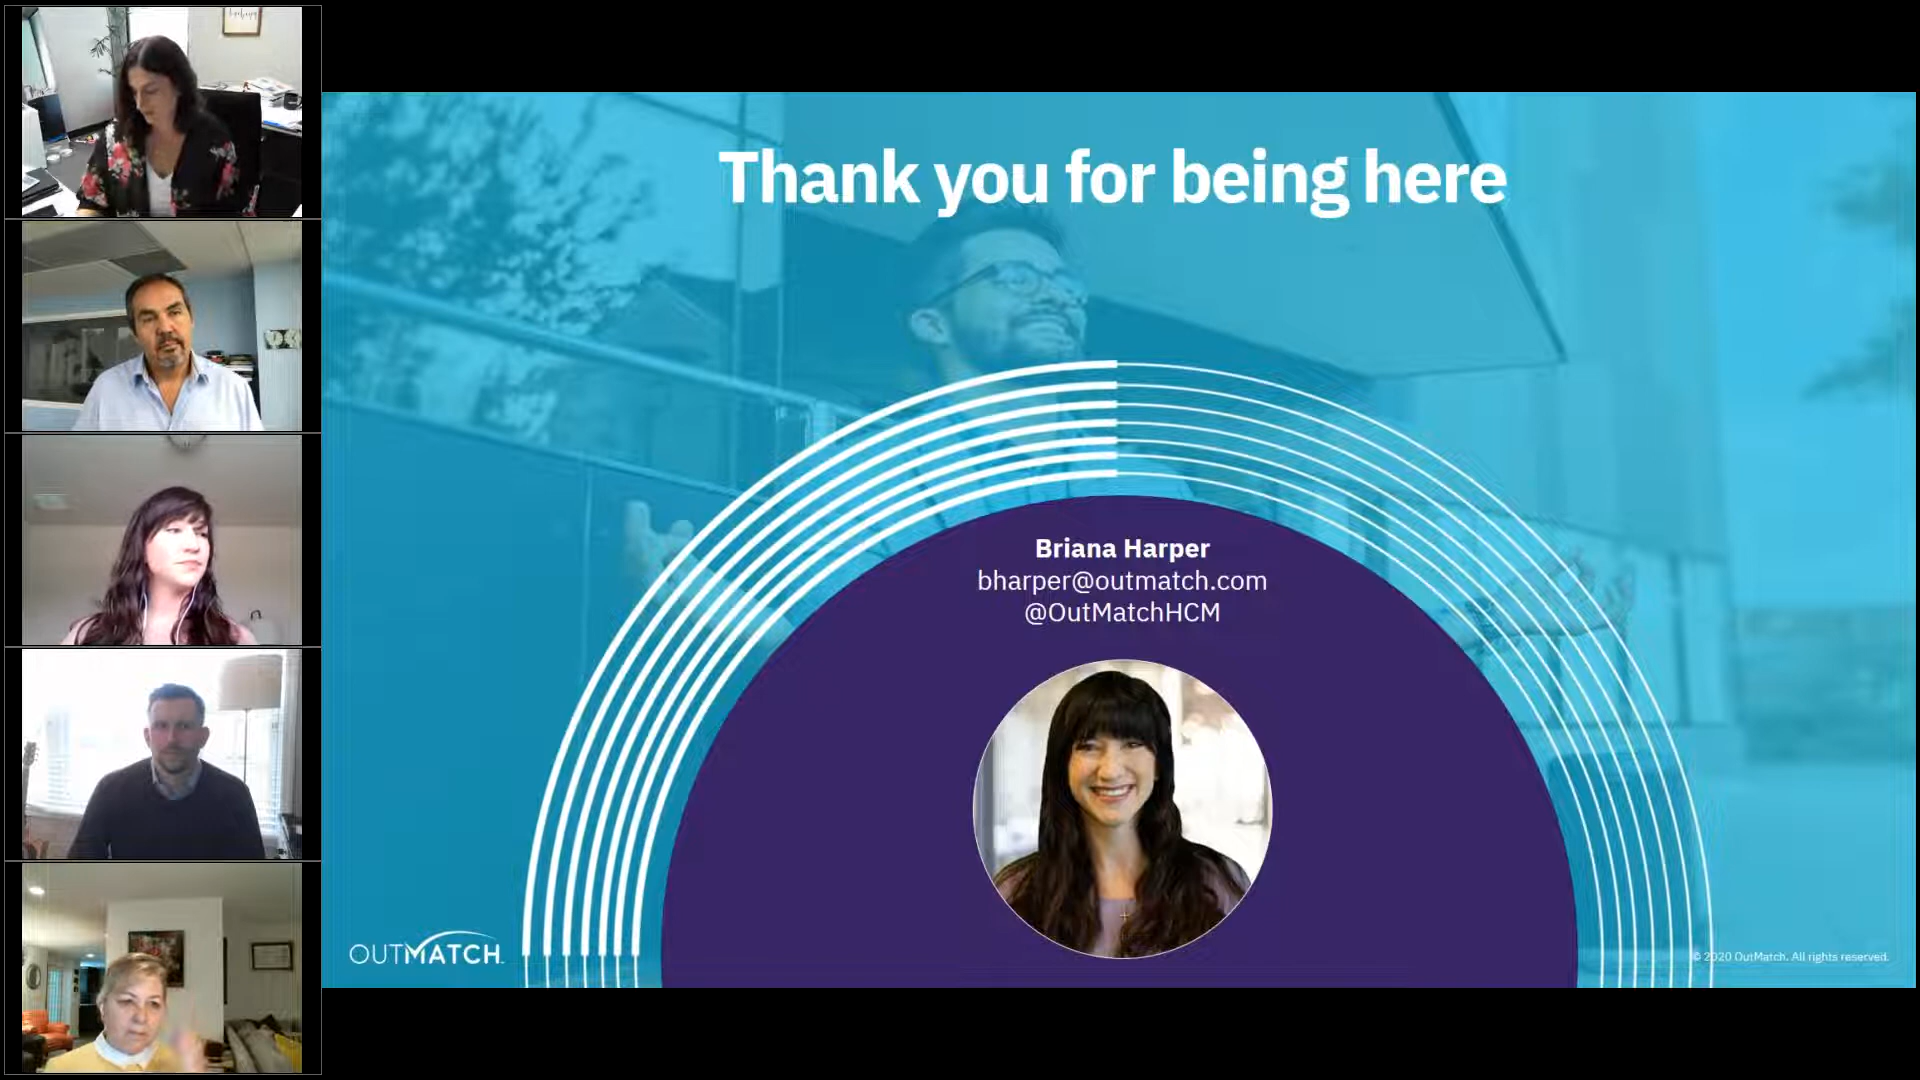 Thank you for being here
Briana Harper
bharper@outmatch.com
@OutMatchHCM
OUTMATCH
© 2020 OutMatch. All rights reserved.